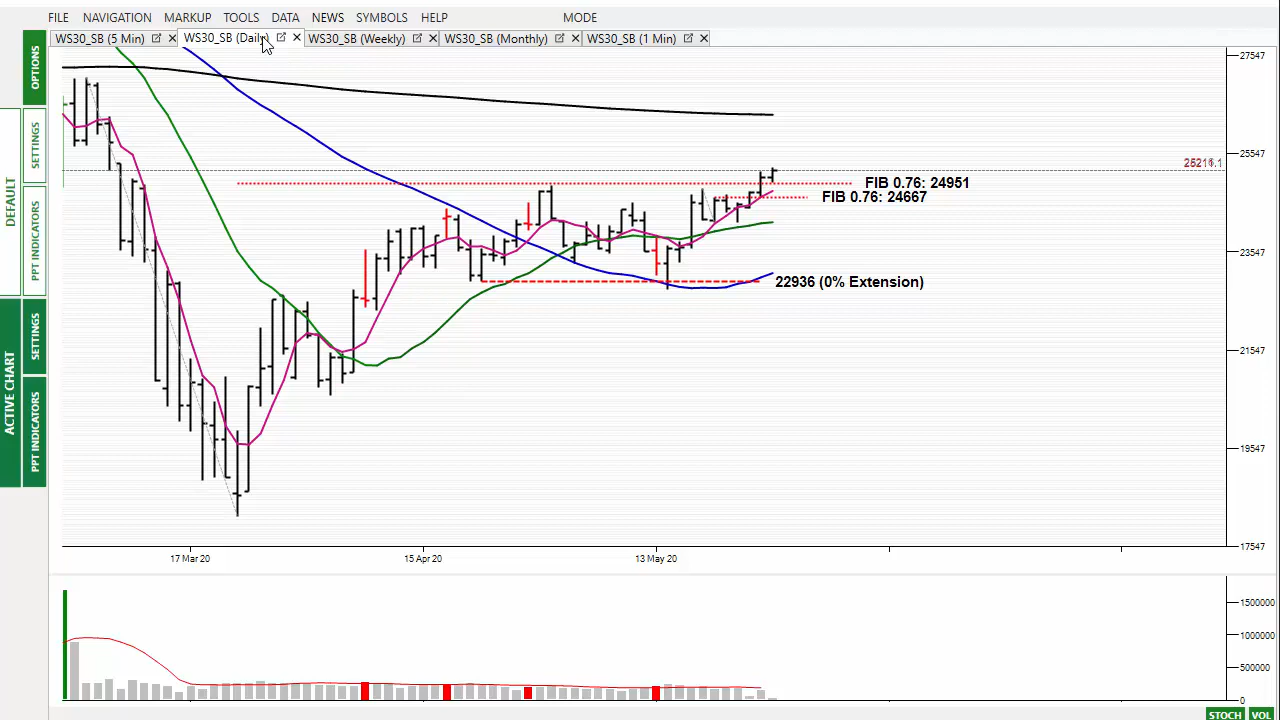 FILE NAVIGATION MARKUP TOOLS DATA NEWS SYMBOLS HELP MODE
WS30_SB (5 Min) WS30_SB (Daily) WS30_SB (Weekly) WS30_SB (Monthly) WS30_SB (1 Min)
OPTIONS
SETTINGS
PPT INDICATORS
DEFAULT
SETTINGS
PPT INDICATORS
ACTIVE CHART
27547
25547
FIB 0.76: 24951
FIB 0.76: 24667
23547
22936 (0% Extension)
21547
19547
17547
17 Mar 20 15 Apr 20 13 May 20
1500000
1000000
500000
0
STOCH VOL